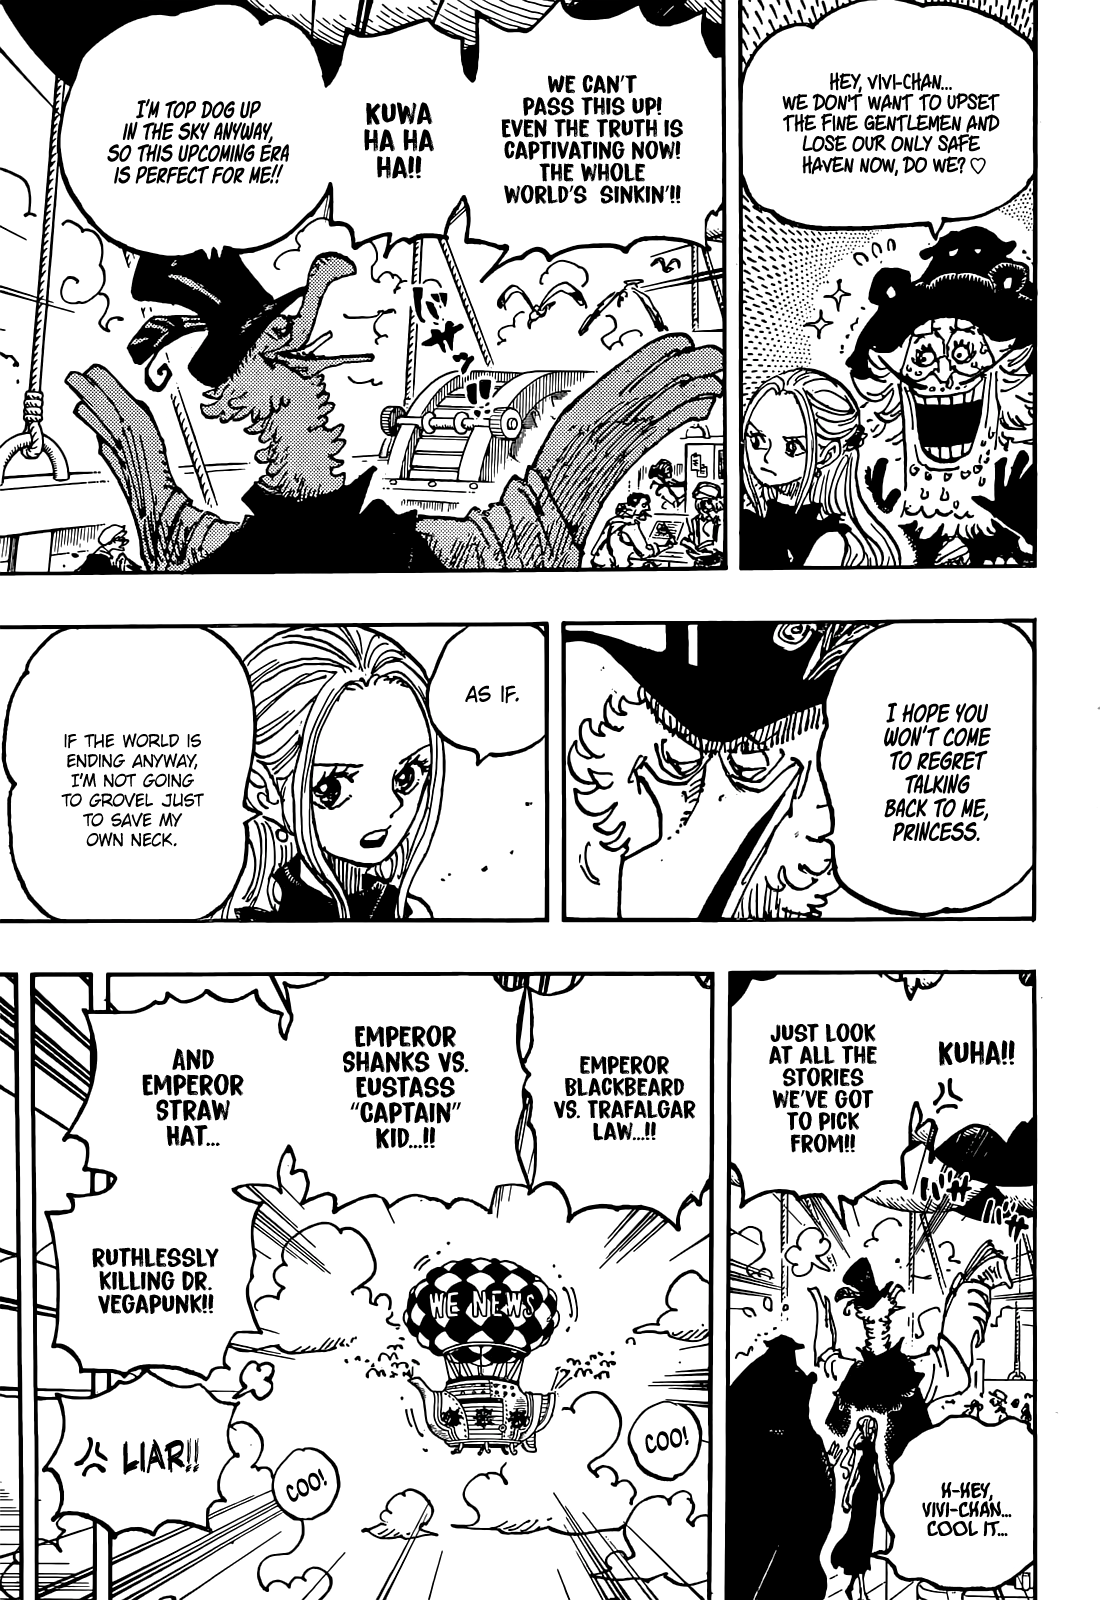 HEY, VIVI-CHAN...
WE DON'T WANT TO UPSET
THE FINE GENTLEMEN AND
LOSE OUR ONLY SAFE
HAVEN NOW, DO WE? ♡
WE CAN'T
PASS THIS UP!
EVEN THE TRUTH IS
CAPTIVATING NOW!
THE WHOLE
WORLD'S SINKIN'!!
KUWA
HA HA
HA!!
I'M TOP DOG UP
IN THE SKY ANYWAY,
SO THIS UPCOMING ERA
IS PERFECT FOR ME!!
I HOPE YOU
WON'T COME
TO REGRET
TALKING
BACK TO ME,
PRINCESS.
AS IF.
IF THE WORLD IS
ENDING ANYWAY,
I'M NOT GOING
TO GROVEL JUST
TO SAVE MY
OWN NECK.
KUHA!!
JUST LOOK
AT ALL THE
STORIES
WE'VE GOT
TO PICK
FROM!!
H-HEY,
VIVI-CHAN...
COOL IT...
EMPEROR
BLACKBEARD
VS. TRAFALGAR
LAW...!!
EMPEROR
SHANKS VS.
EUSTASS
"CAPTAIN"
KID...!!
AND
EMPEROR
STRAW
HAT...
RUTHLESSLY
KILLING DR.
VEGAPUNK!!
WE NEWS
COO!
COO!
LIAR!!